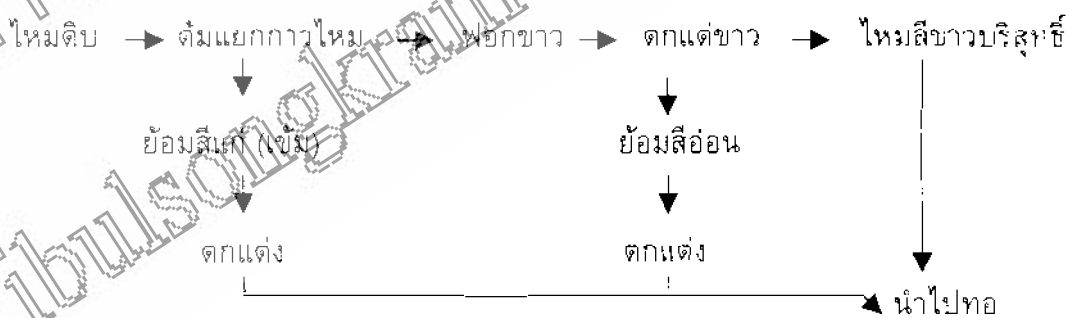 ไหมดิบ ต้มแยกกาวไหม ฟอกขาว ตกแต่ขาว ไหมสีขาวบริสุทธิ์
ย้อมสีแก่ (เข้ม) ย้อมสีอ่อน
ตกแต่ง ตกแต่ง
นำไปทอ
ibulsongkram